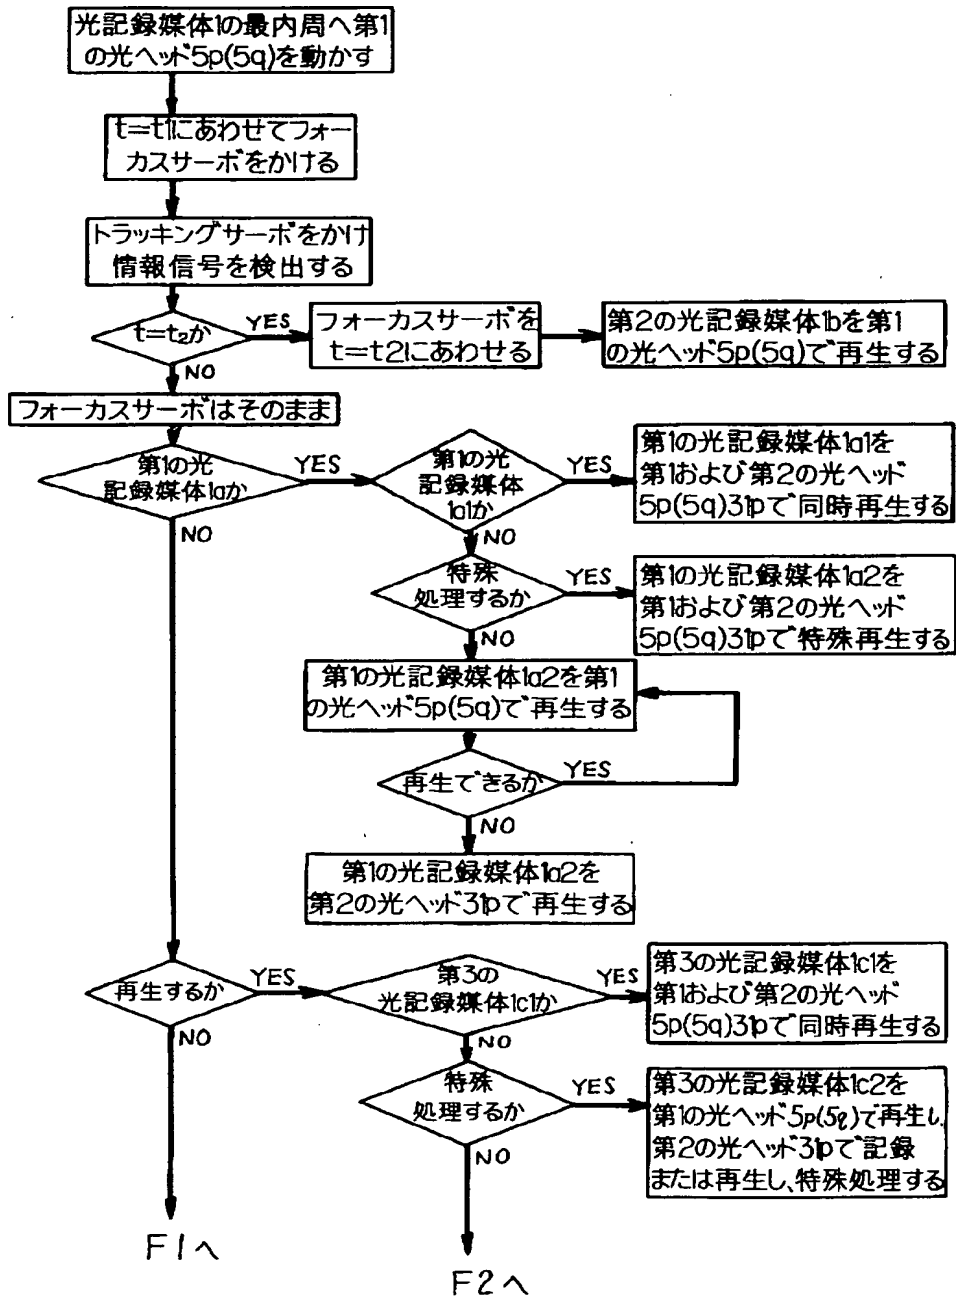 光記録媒体1の最内周へ第1
の光ヘッド5p(5q)を動かす
t=t1にあわせてフォー
カスサーボをかける
トラッキングサーボをかけ
情報信号を検出する
t=t2か
YES
フォーカスサーボを
t=t2にあわせる
第2の光記録媒体1bを第1
の光ヘッド5p(5q)で再生する
NO
フォーカスサーボはそのまま
第1の光
記録媒体1aか
YES
第1の光
記録媒体
1a1か
YES
第1の光記録媒体1a1を
第1および第2の光ヘッド
5p(5q)31pで同時再生する
NO
NO
特殊
処理するか
YES
第1の光記録媒体1a2を
第1および第2の光ヘッド
5p(5q)31pで特殊再生する
NO
第1の光記録媒体1a2を第1
の光ヘッド5p(5q)で再生する
再生できるか
YES
NO
第1の光記録媒体1a2を
第2の光ヘッド31pで再生する
再生するか
YES
第3の
光記録媒体1c1か
YES
第3の光記録媒体1c1を
第1および第2の光ヘッド
5p(5q)31pで同時再生する
NO
NO
特殊
処理するか
YES
第3の光記録媒体1c2を
第1の光ヘッド5p(5q)で再生し、
第2の光ヘッド31pで記録
または再生し、特殊処理する
NO
F1へ
F2へ